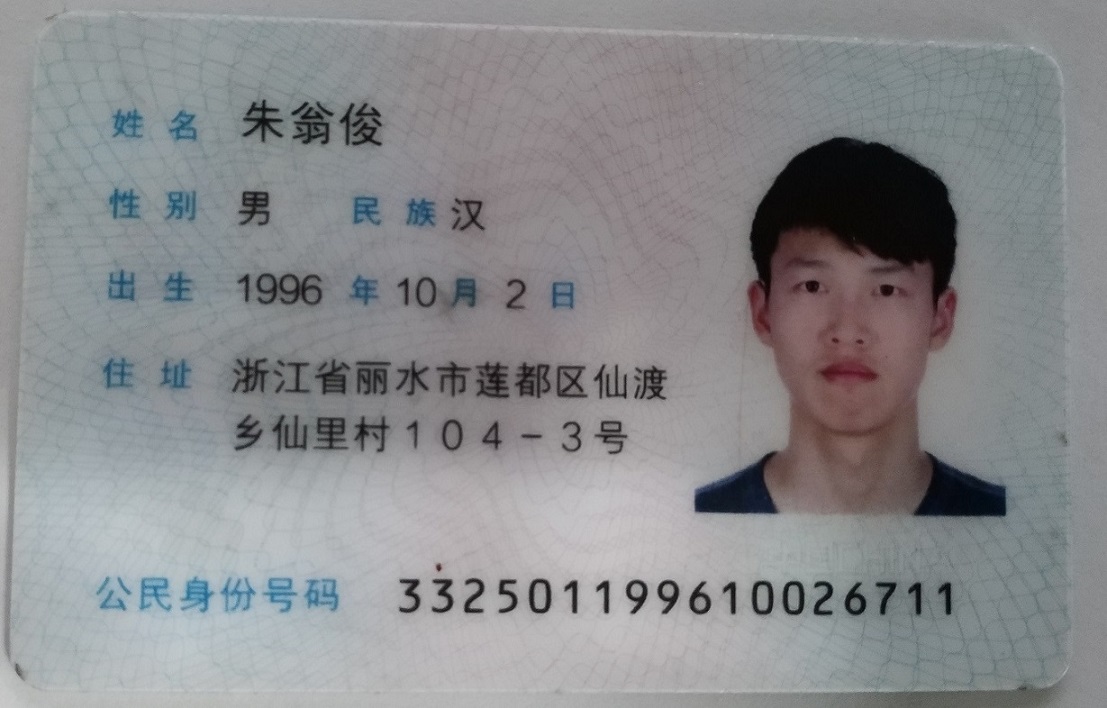 姓名 朱翁俊
性别 男 民族 汉
出生 1996 年 10 月 2 日
住址 浙江省丽水市莲都区仙渡
乡仙里村104-3号
公民身份号码 332501199610026711